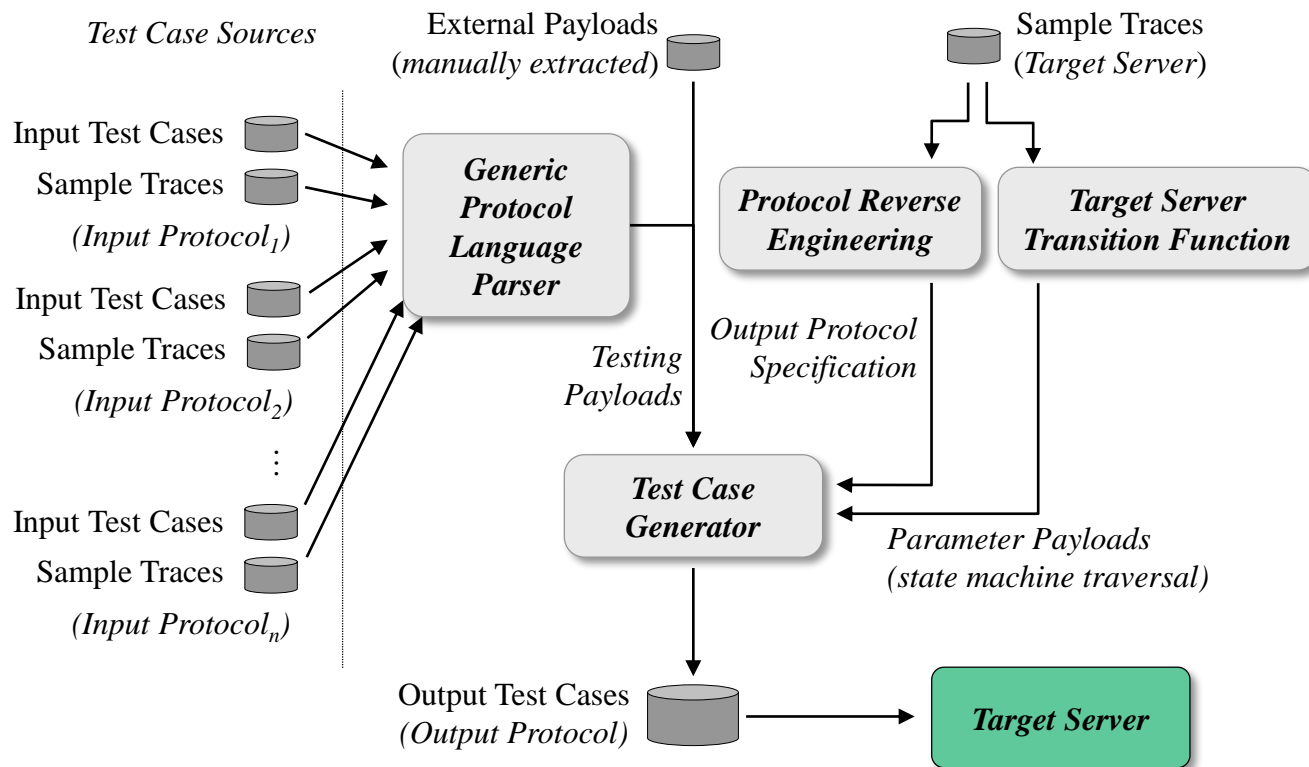 Test Case Sources
External Payloads
(manually extracted)
Sample Traces
(Target Server)
Input Test Cases
Sample Traces
(Input Protocol₁)
Input Test Cases
Sample Traces
(Input Protocol₂)
⋮
Input Test Cases
Sample Traces
(Input Protocolₙ)
Generic
Protocol
Language
Parser
Protocol Reverse
Engineering
Target Server
Transition Function
Testing
Payloads
Output Protocol
Specification
Test Case
Generator
Parameter Payloads
(state machine traversal)
Output Test Cases
(Output Protocol)
Target Server